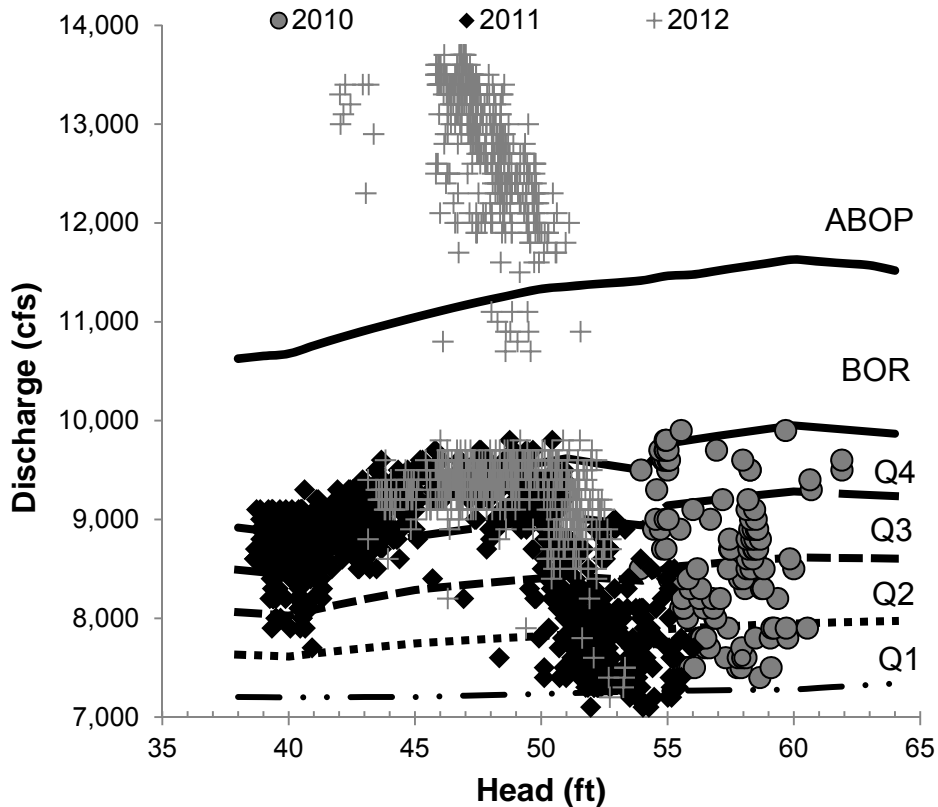 2010 2011 2012
14,000
13,000
12,000
11,000
10,000
9,000
8,000
7,000
Discharge (cfs)
ABOP
BOR
Q4
Q3
Q2
Q1
35 40 45 50 55 60 65
Head (ft)